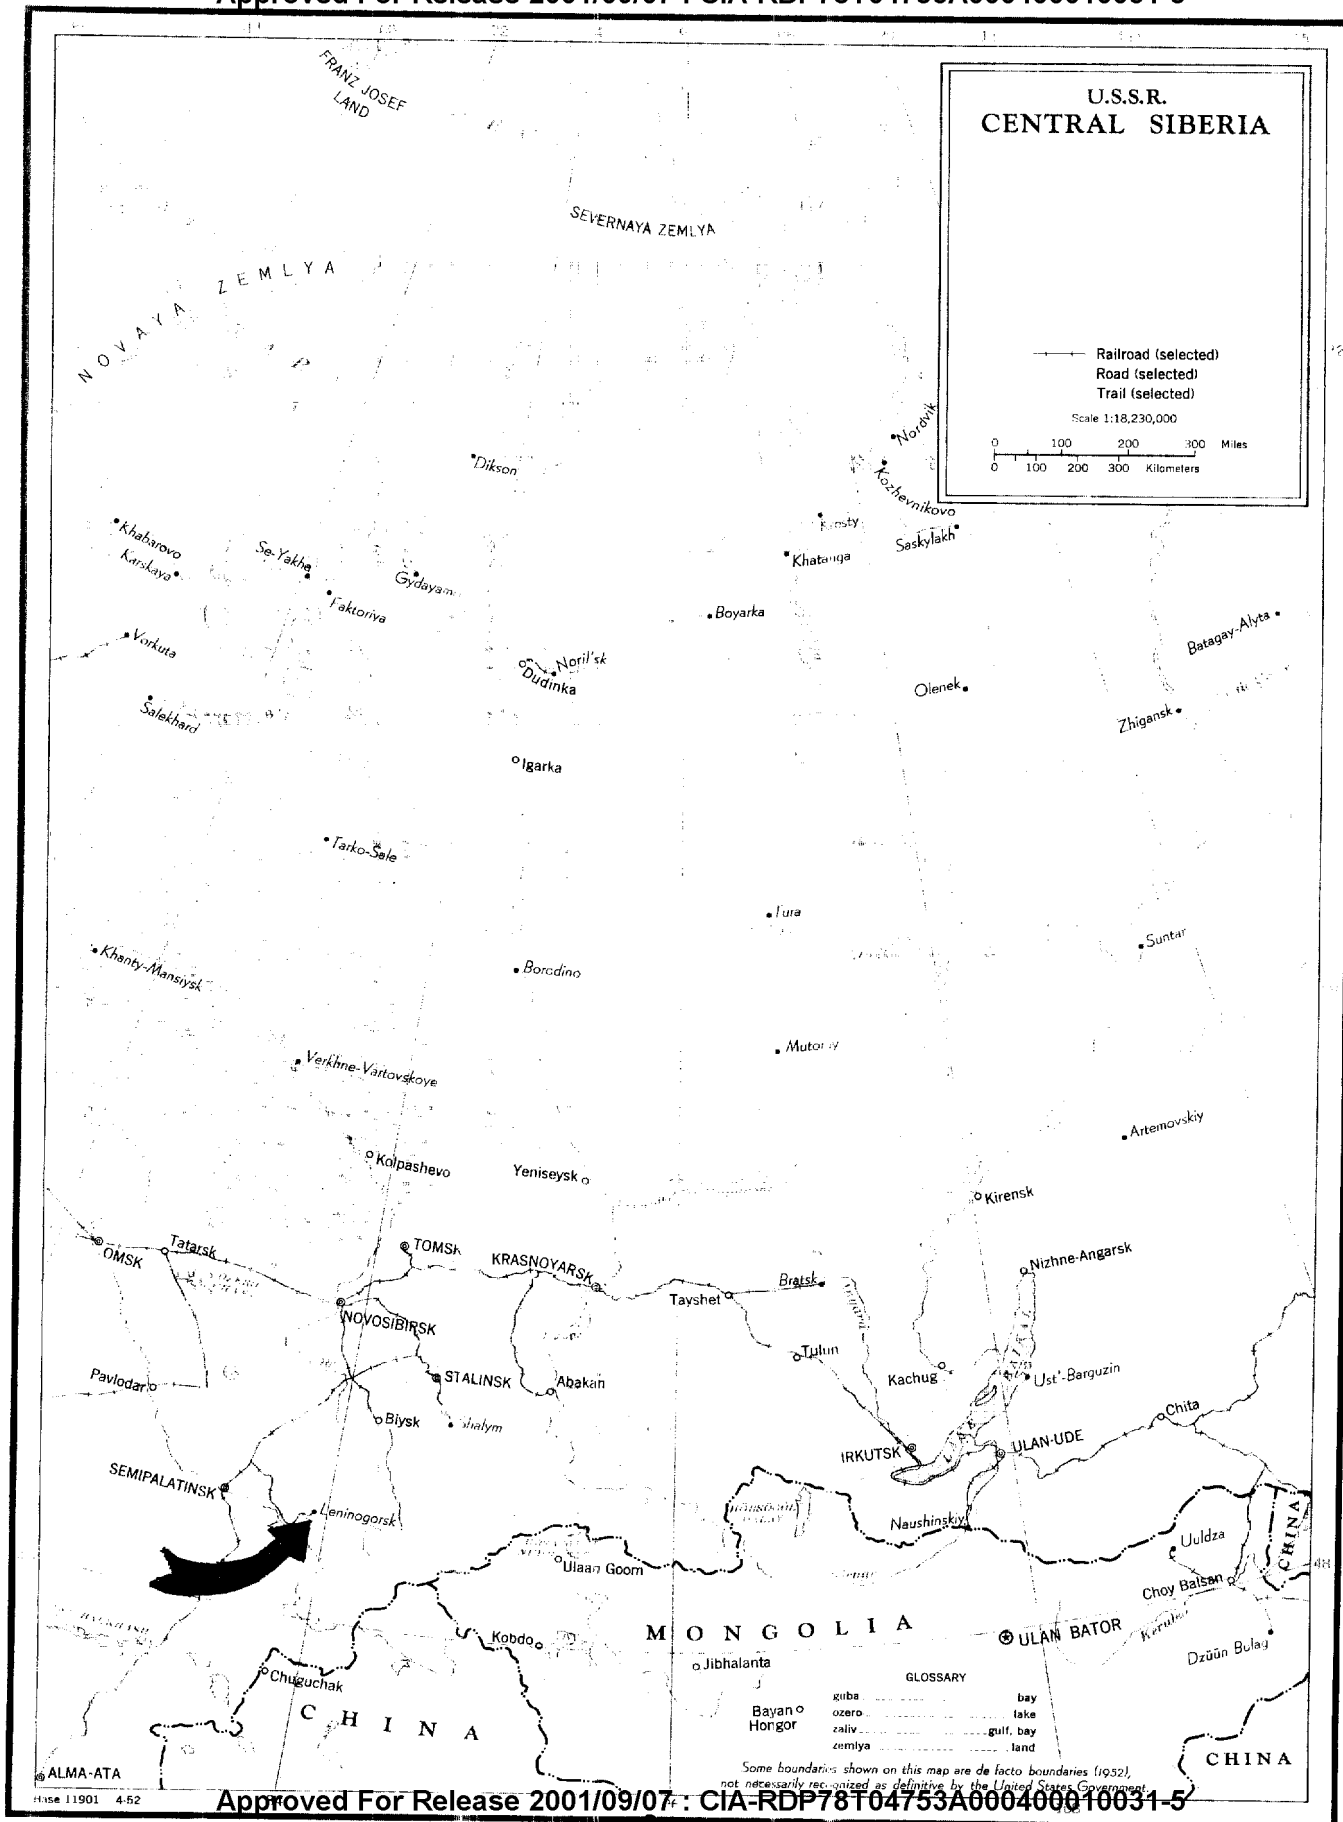 Approved For Release 2001/09/07 : CIA-RDP78T04753A000400010031-5
U.S.S.R.
CENTRAL SIBERIA
Railroad (selected)
Road (selected)
Trail (selected)
Scale 1:18,230,000
0 100 200 300 Miles
0 100 200 300 Kilometers
FRANZ JOSEF
LAND
SEVERNAYA ZEMLYA
NOVAYA ZEMLYA
Nordvik
Dikson
Kozhevnikovo
Khabarovo
Karskaya
Se-Yakha
Gydayama
Faktoriya
Khatanga
Saskylakh
Boyarka
Batagay-Alyta
Vorkuta
Noril'sk
Dudinka
Olenek
Salekhard
Zhigansk
Igarka
Tarko-Sale
Tura
Suntar
Khanty-Mansiysk
Borodino
Verkhne-Vartovskoye
Artemovskiy
Kolpashevo
Yeniseysk
Kirensk
OMSK
Tatarsk
TOMSK
KRASNOYARSK
Nizhne-Angarsk
Bratsk
Tayshet
NOVOSIBIRSK
Angara
Tulun
Pavlodar
STALINSK
Abakan
Kachug
Ust'-Barguzin
LAKE BAIKAL
Biysk
Shalym
Chita
IRKUTSK
ULAN-UDE
SEMIPALATINSK
Leninogorsk
Naushinskiy
Uuldza
CHINA
48
Ulaan Goom
Choy Balsan
MONGOLIA
ULAN BATOR
Kobdo
Dzüün Bulag
Jibhalanta
Chuguchak
CHINA
Bayan
Hongor
GLOSSARY
guba bay
ozero lake
zaliv gulf, bay
zemlya land
CHINA
ALMA-ATA
Some boundaries shown on this map are de facto boundaries (1952),
not necessarily recognized as definitive by the United States Government.
Base 11901 4-52
Approved For Release 2001/09/07 : CIA-RDP78T04753A000400010031-5